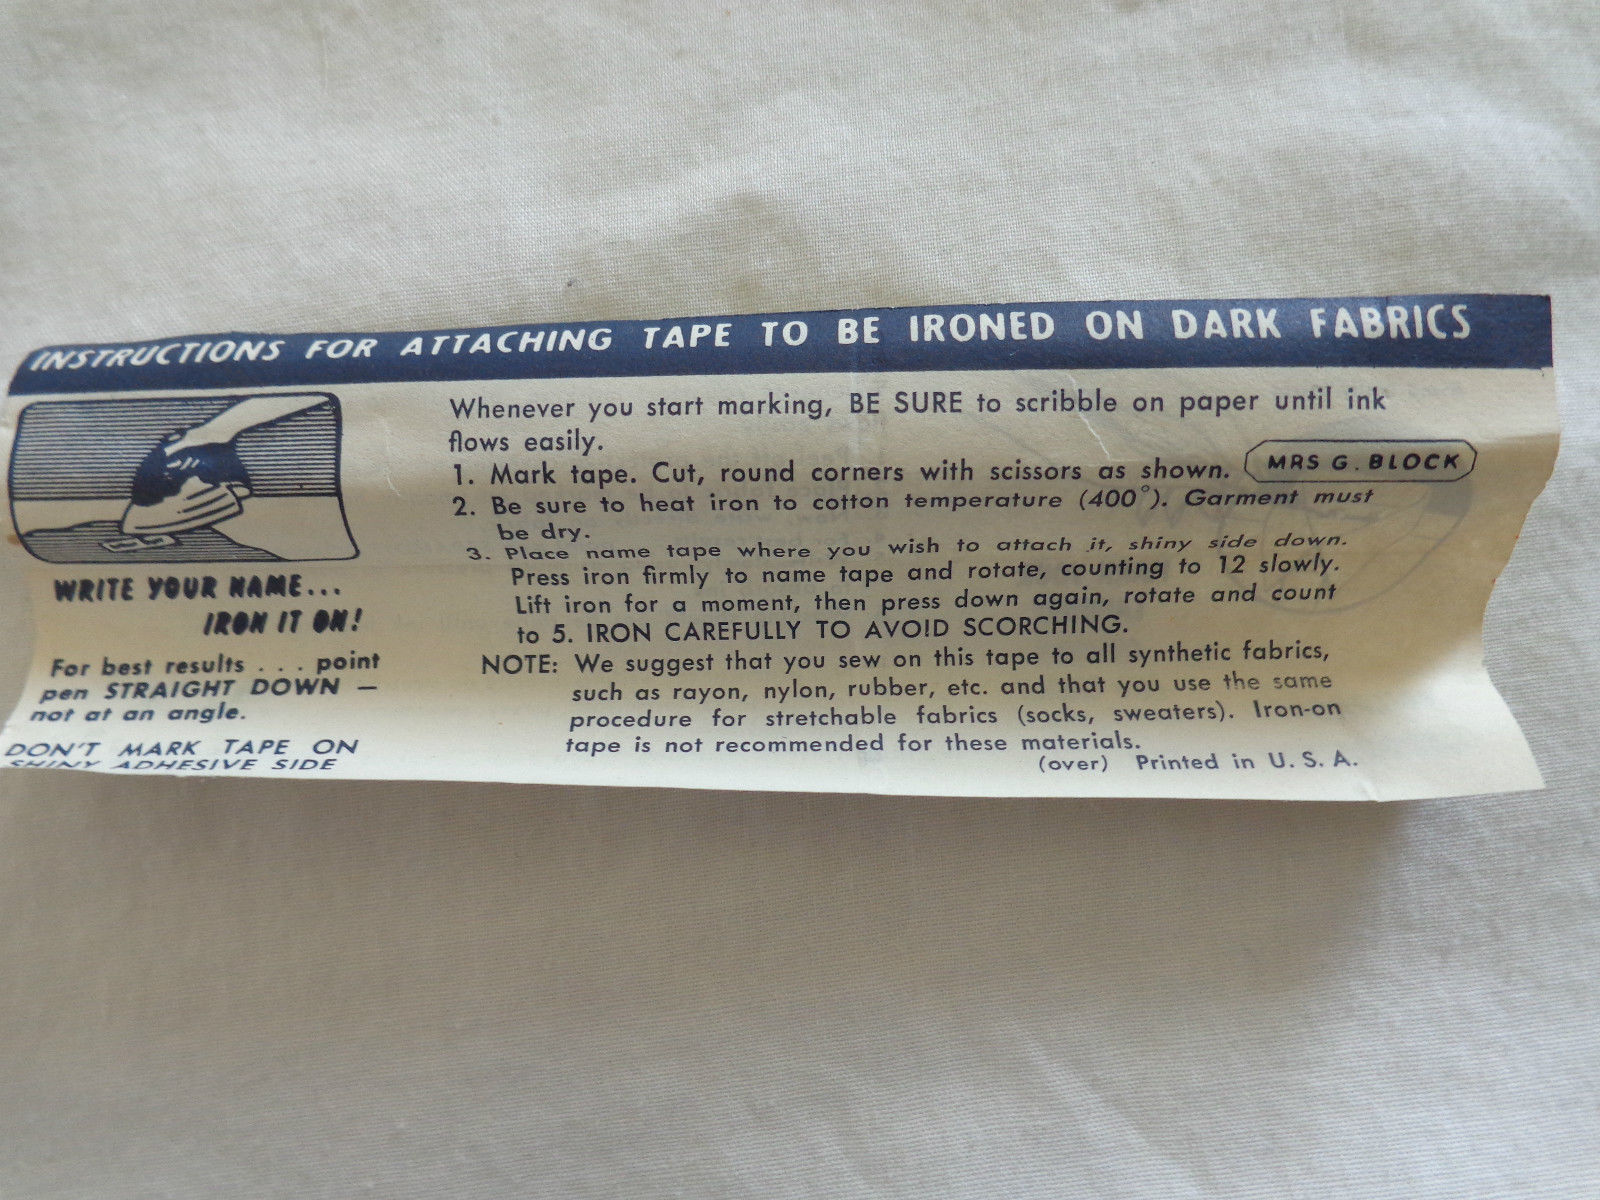 INSTRUCTIONS FOR ATTACHING TAPE TO BE IRONED ON DARK FABRICS
WRITE YOUR NAME...
IRON IT ON!
For best results . . . point
pen STRAIGHT DOWN —
not at an angle.
DON'T MARK TAPE ON
SHINY ADHESIVE SIDE
Whenever you start marking, BE SURE to scribble on paper until ink
flows easily.
1. Mark tape. Cut, round corners with scissors as shown. MRS G. BLOCK
2. Be sure to heat iron to cotton temperature (400°). Garment must
be dry.
3. Place name tape where you wish to attach it, shiny side down.
Press iron firmly to name tape and rotate, counting to 12 slowly.
Lift iron for a moment, then press down again, rotate and count
to 5. IRON CAREFULLY TO AVOID SCORCHING.
NOTE: We suggest that you sew on this tape to all synthetic fabrics,
such as rayon, nylon, rubber, etc. and that you use the same
procedure for stretchable fabrics (socks, sweaters). Iron-on
tape is not recommended for these materials.
(over) Printed in U. S. A.